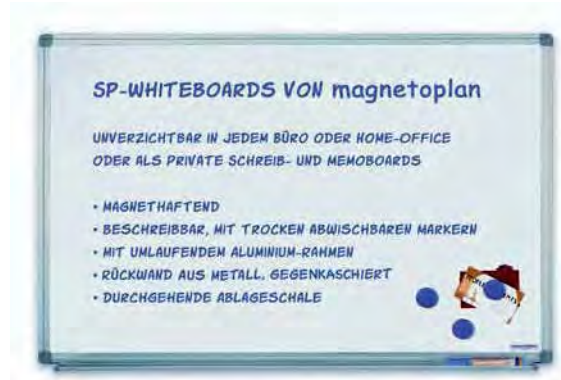 SP-WHITEBOARDS VON magnetoplan
UNVERZICHTBAR IN JEDEM BÜRO ODER HOME-OFFICE
ODER ALS PRIVATE SCHREIB- UND MEMOBOARDS
• MAGNETHAFTEND
• BESCHREIBBAR, MIT TROCKEN ABWISCHBAREN MARKERN
• MIT UMLAUFENDEM ALUMINIUM-RAHMEN
• RÜCKWAND AUS METALL, GEGENKASCHIERT
• DURCHGEHENDE ABLAGESCHALE